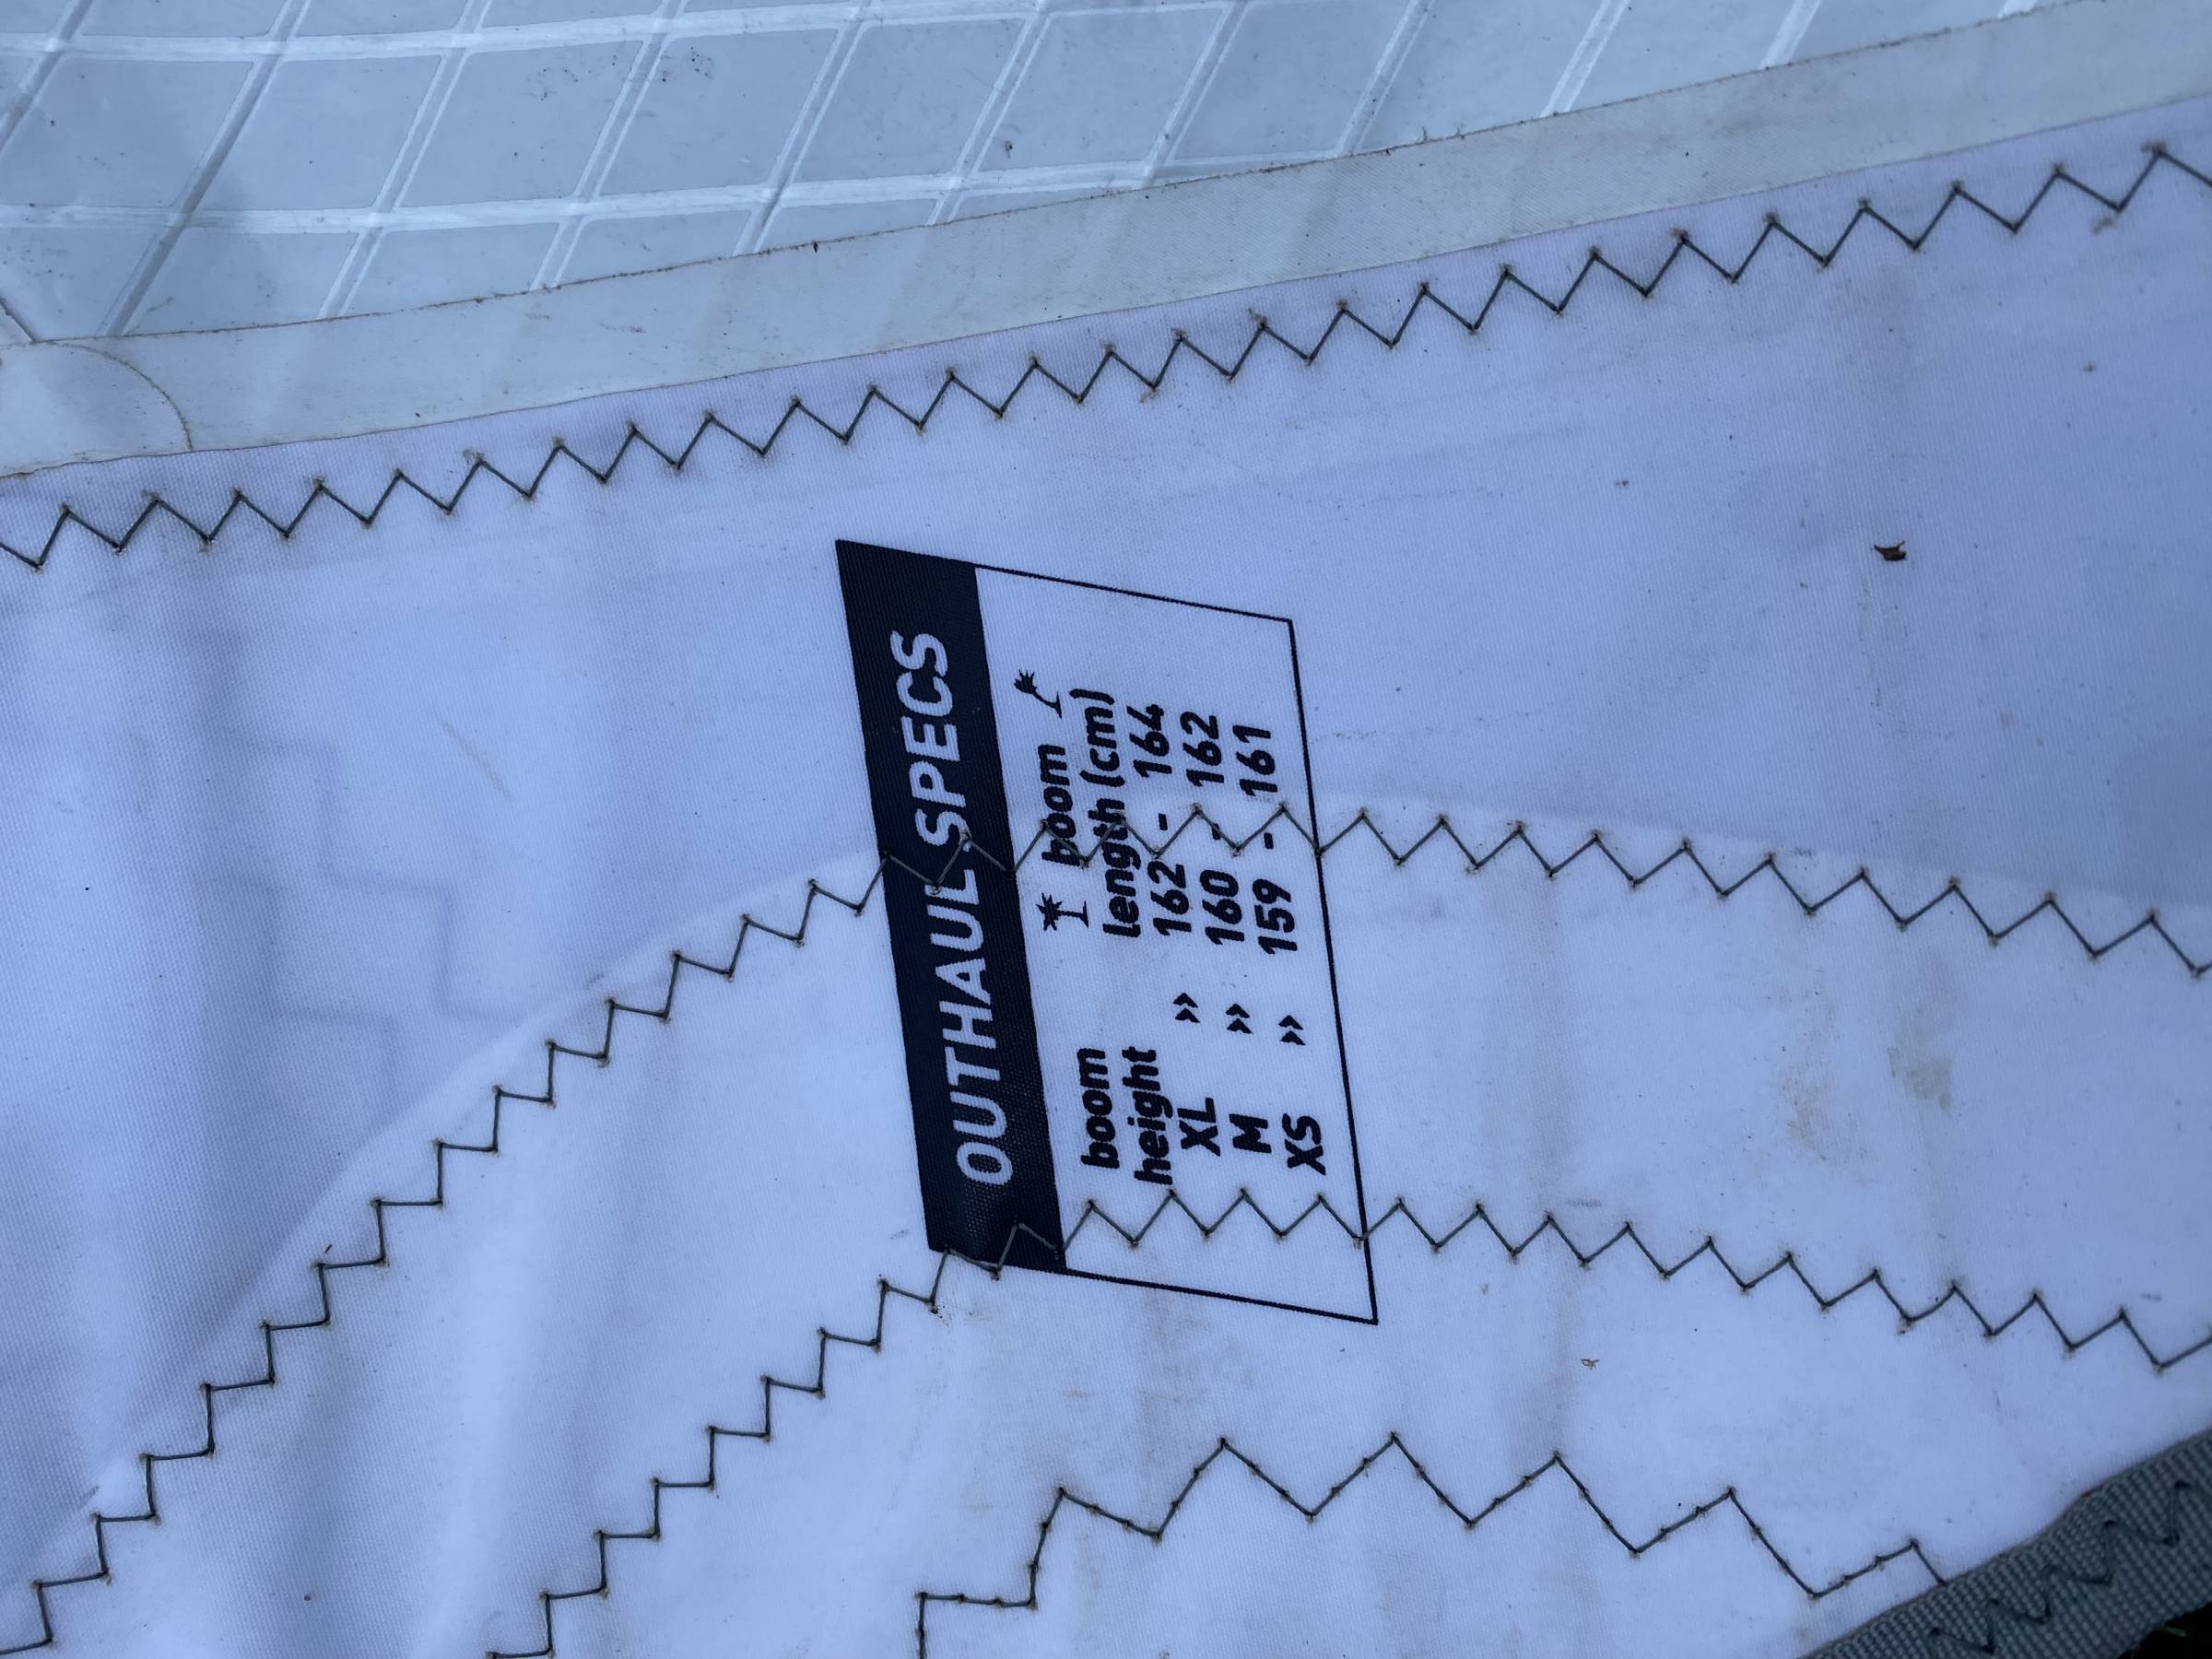 OUTHAUL SPECS
boom boom
height length (cm)
XL » 162 - 164
M » 160 - 162
XS » 159 - 161